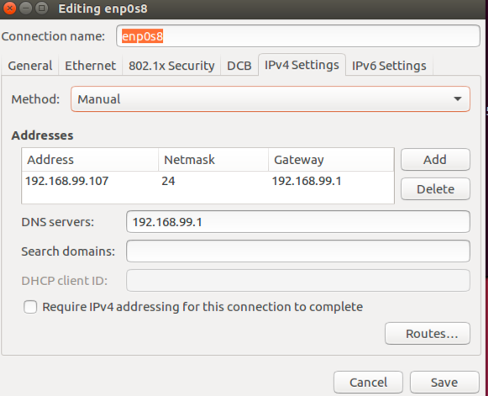 Editing enp0s8
Connection name: enp0s8
General Ethernet 802.1x Security DCB IPv4 Settings IPv6 Settings
Method: Manual
Addresses
Address Netmask Gateway Add
192.168.99.107 24 192.168.99.1
Delete
DNS servers: 192.168.99.1
Search domains:
DHCP client ID:
Require IPv4 addressing for this connection to complete
Routes…
Cancel Save